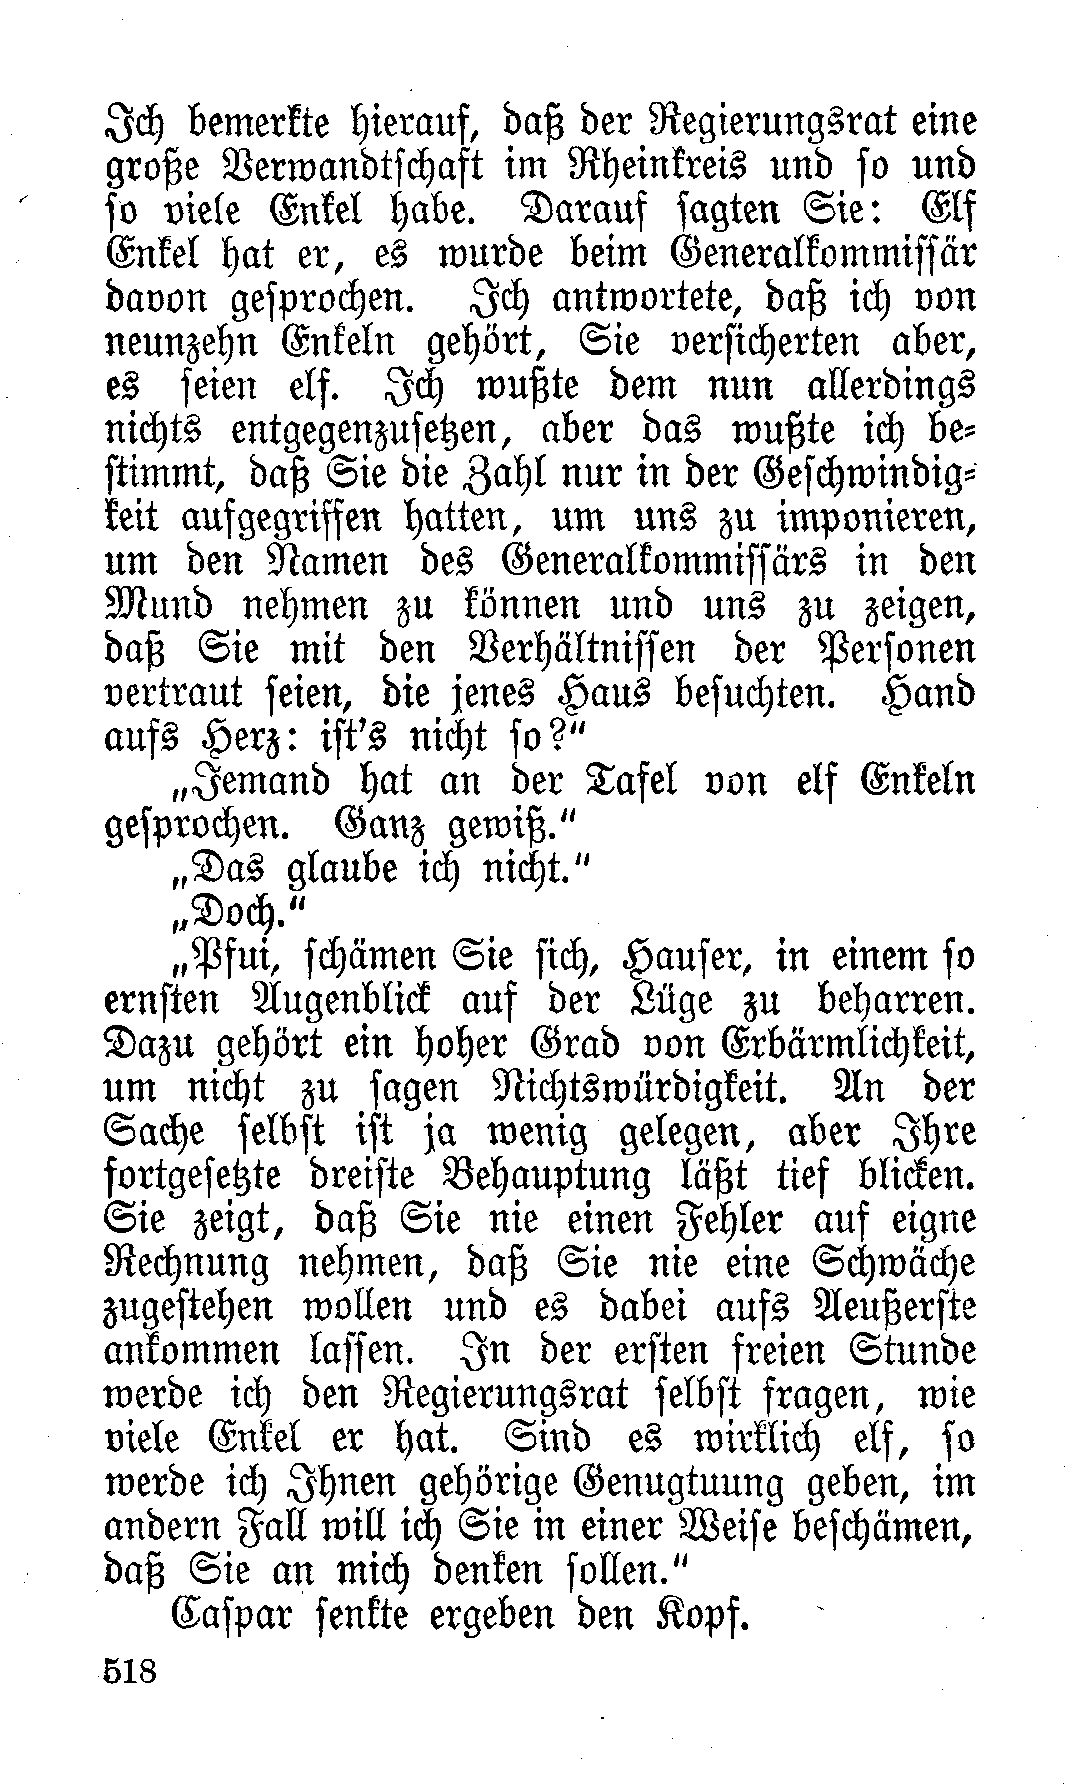 Ich bemerkte hierauf, daß der Regierungsrat eine
große Verwandtschaft im Rheinkreis und so und
so viele Enkel habe. Darauf sagten Sie: Elf
Enkel hat er, es wurde beim Generalkommissär
davon gesprochen. Ich antwortete, daß ich von
neunzehn Enkeln gehört, Sie versicherten aber,
es seien elf. Ich wußte dem nun allerdings
nichts entgegenzusetzen, aber das wußte ich be-
stimmt, daß Sie die Zahl nur in der Geschwindig-
keit aufgegriffen hatten, um uns zu imponieren,
um den Namen des Generalkommissärs in den
Mund nehmen zu können und uns zu zeigen,
daß Sie mit den Verhältnissen der Personen
vertraut seien, die jenes Haus besuchten. Hand
aufs Herz: ist's nicht so?“
„Jemand hat an der Tafel von elf Enkeln
gesprochen. Ganz gewiß.“
„Das glaube ich nicht.“
„Doch.“
„Pfui, schämen Sie sich, Hauser, in einem so
ernsten Augenblick auf der Lüge zu beharren.
Dazu gehört ein hoher Grad von Erbärmlichkeit,
um nicht zu sagen Nichtswürdigkeit. An der
Sache selbst ist ja wenig gelegen, aber Ihre
fortgesetzte dreiste Behauptung läßt tief blicken.
Sie zeigt, daß Sie nie einen Fehler auf eigne
Rechnung nehmen, daß Sie nie eine Schwäche
zugestehen wollen und es dabei aufs Aeußerste
ankommen lassen. In der ersten freien Stunde
werde ich den Regierungsrat selbst fragen, wie
viele Enkel er hat. Sind es wirklich elf, so
werde ich Ihnen gehörige Genugtuung geben, im
andern Fall will ich Sie in einer Weise beschämen,
daß Sie an mich denken sollen.“
Caspar senkte ergeben den Kopf.
518